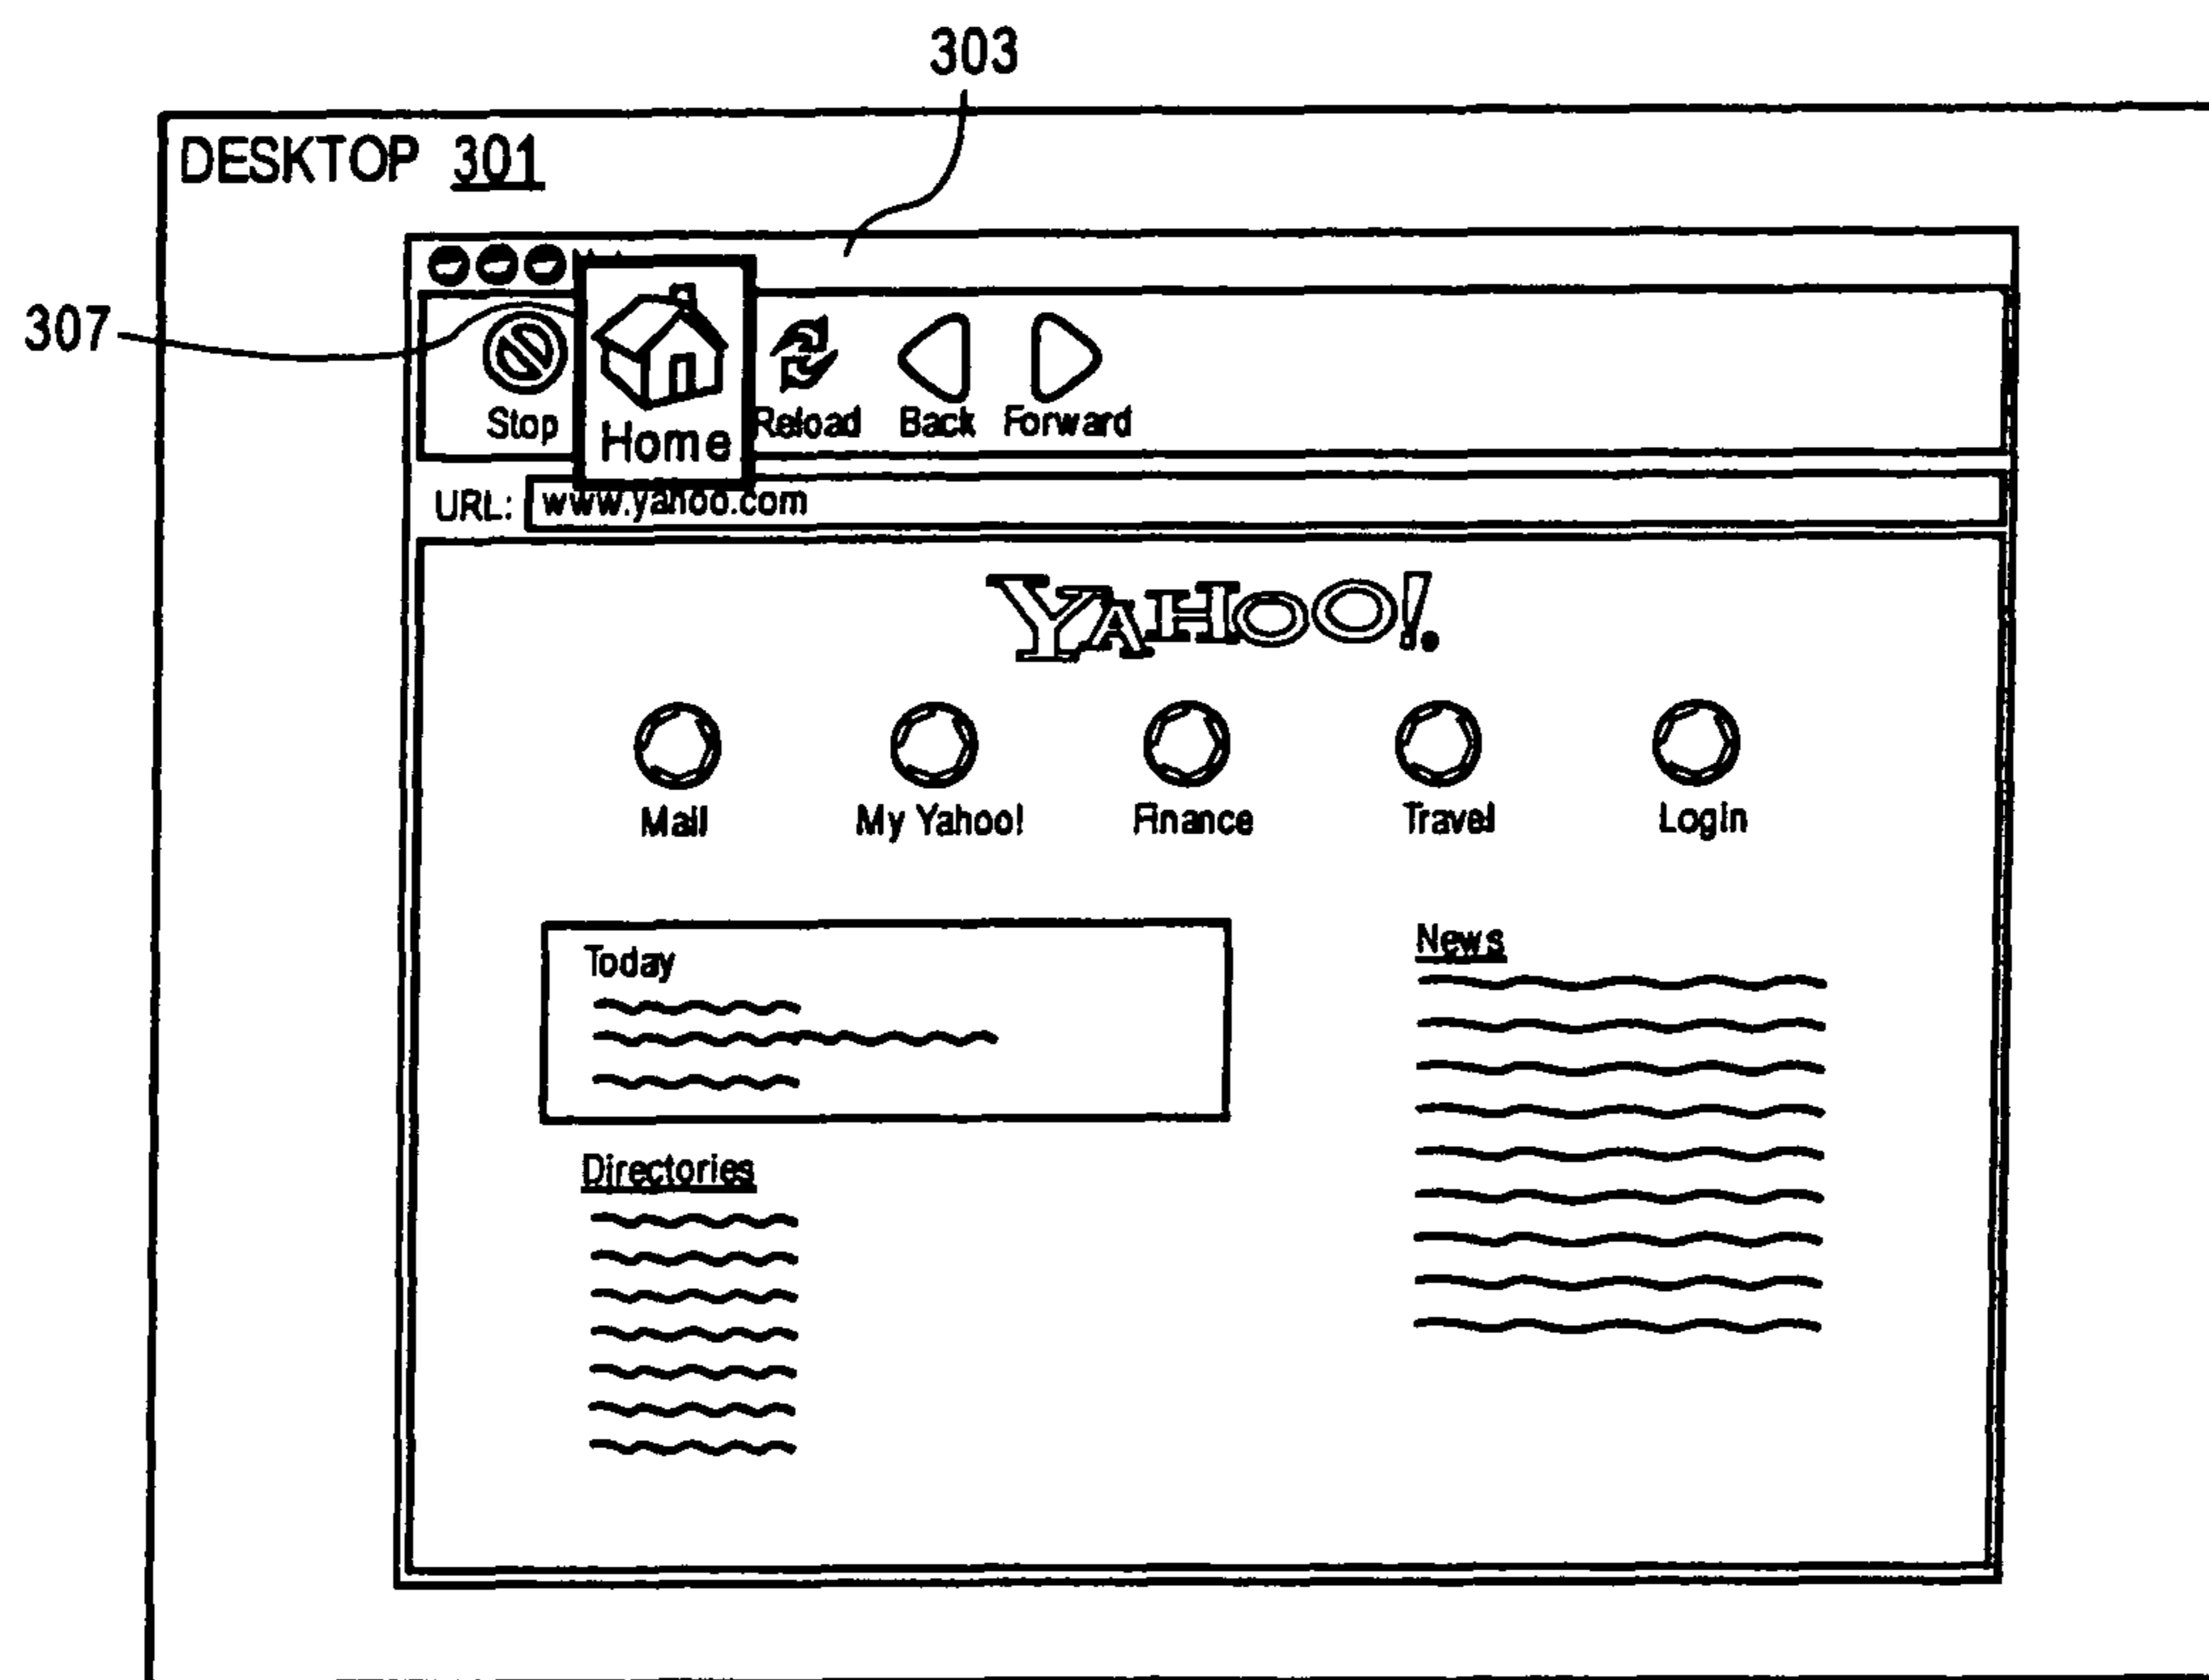 303
DESKTOP 301
307
Stop Home Reload Back Forward
URL: www.yahoo.com
YAHOO!
Mail My Yahoo! Finance Travel Login
Today
News
Directories